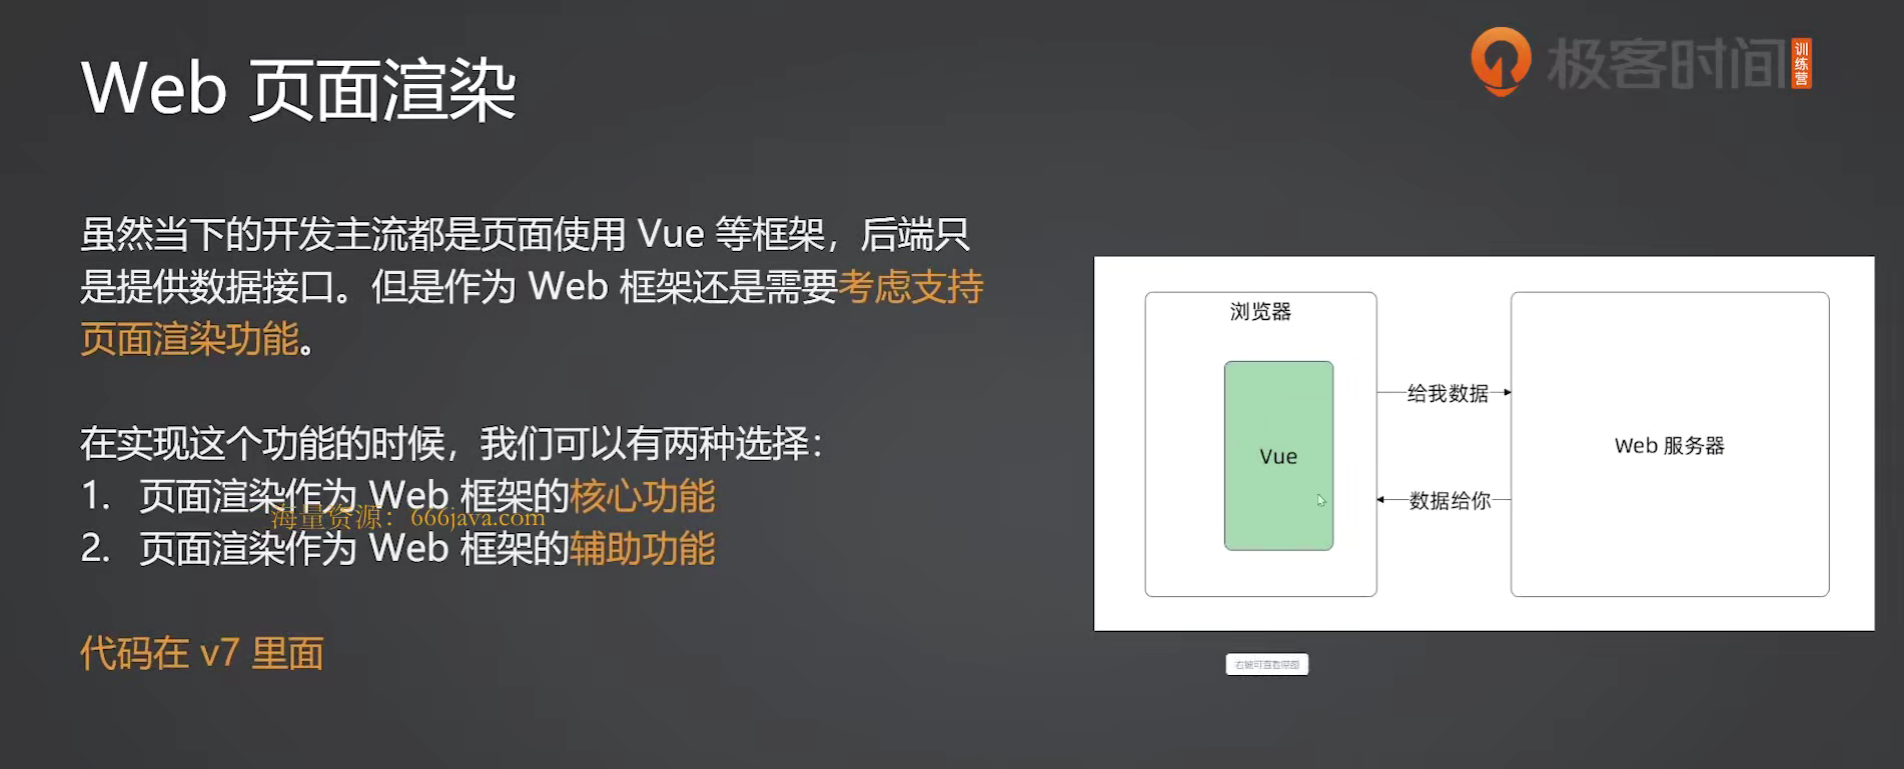 Web 页面渲染
极客时间
训练营
虽然当下的开发主流都是页面使用 Vue 等框架，后端只
是提供数据接口。但是作为 Web 框架还是需要考虑支持
页面渲染功能。
在实现这个功能的时候，我们可以有两种选择：
1. 页面渲染作为 Web 框架的核心功能
海量资源：666java.com
2. 页面渲染作为 Web 框架的辅助功能
代码在 v7 里面
浏览器
Vue
给我数据
数据给你
Web 服务器